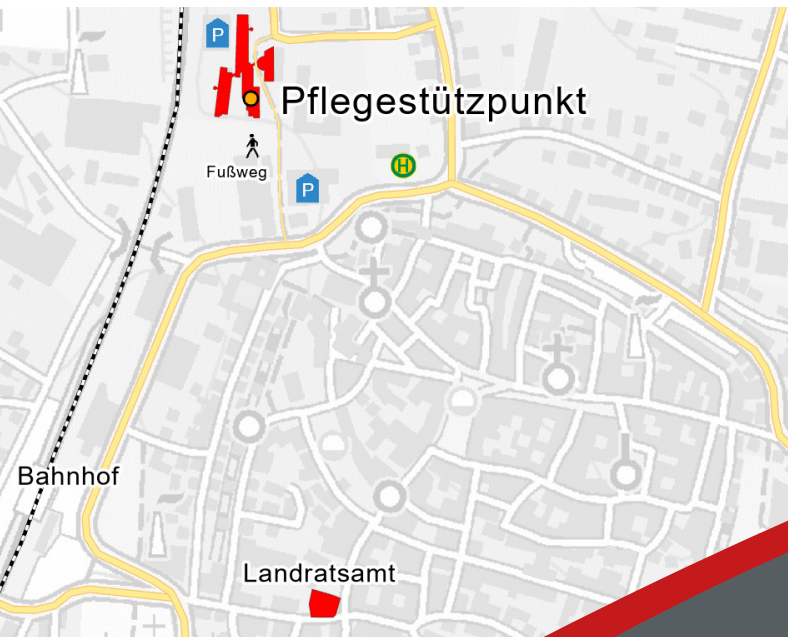 P
Pflegestützpunkt
H
Fußweg
P
Bahnhof
Landratsamt